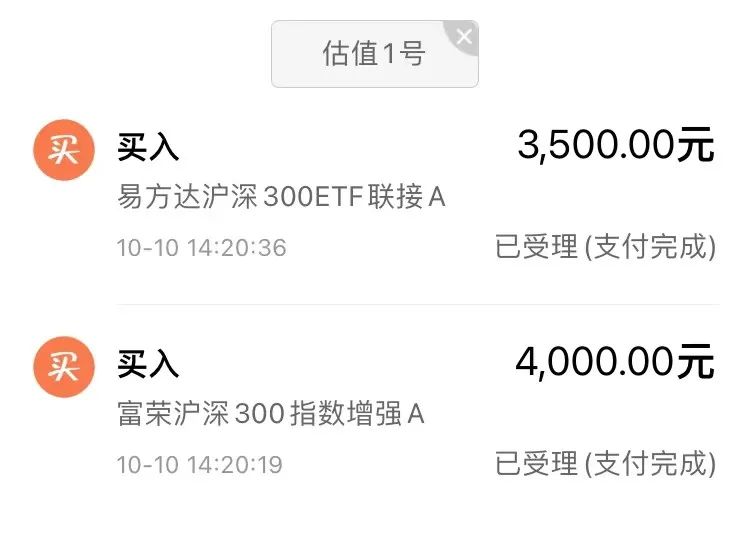 估值1号
买 买入 3,500.00元
易方达沪深300ETF联接A
10-10 14:20:36 已受理(支付完成)
买 买入 4,000.00元
富荣沪深300指数增强A
10-10 14:20:19 已受理(支付完成)